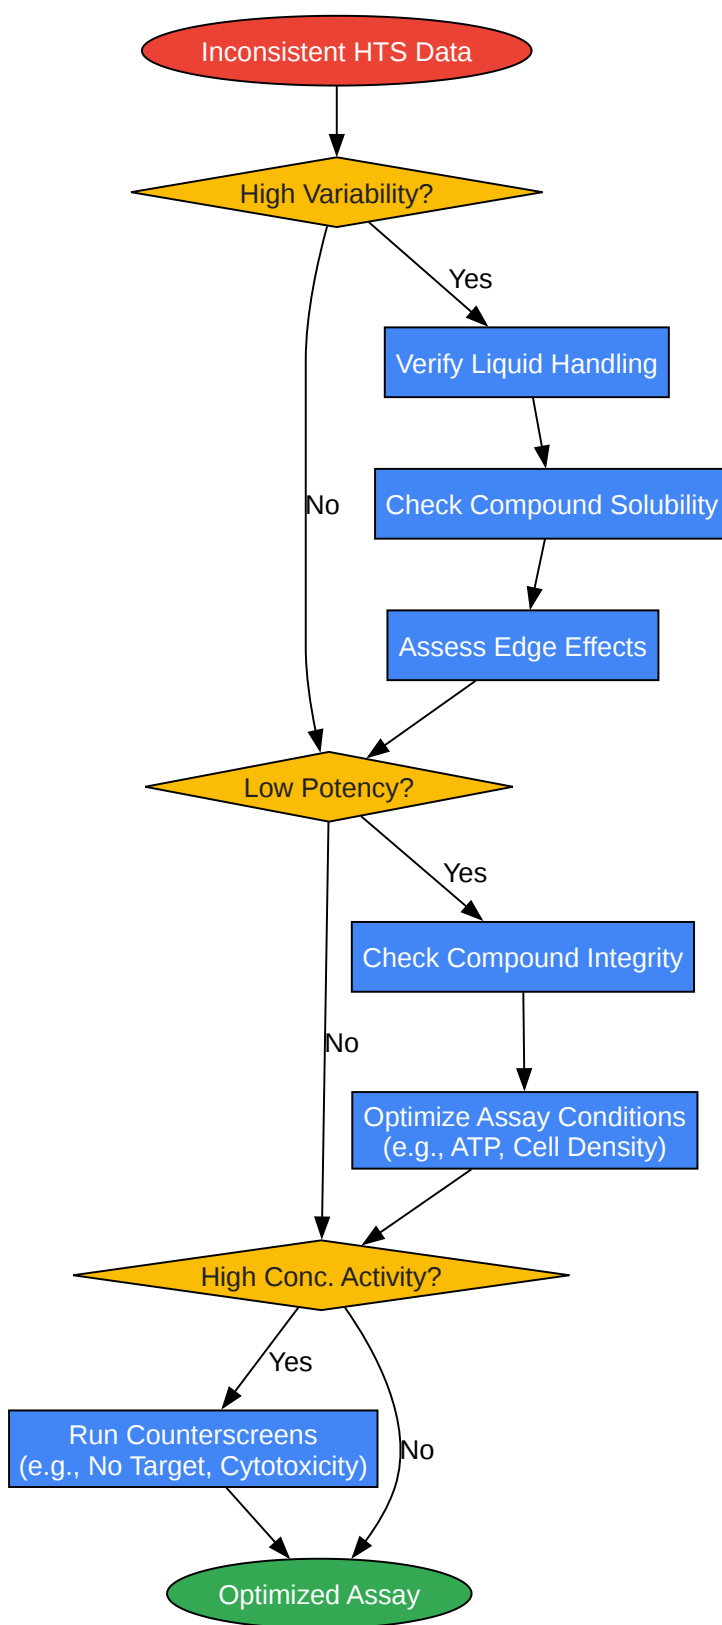 Inconsistent HTS Data
High Variability?
Yes
Verify Liquid Handling
No
Check Compound Solubility
Assess Edge Effects
Low Potency?
Yes
Check Compound Integrity
No
Optimize Assay Conditions
(e.g., ATP, Cell Density)
High Conc. Activity?
Yes
Run Counterscreens
(e.g., No Target, Cytotoxicity)
No
Optimized Assay